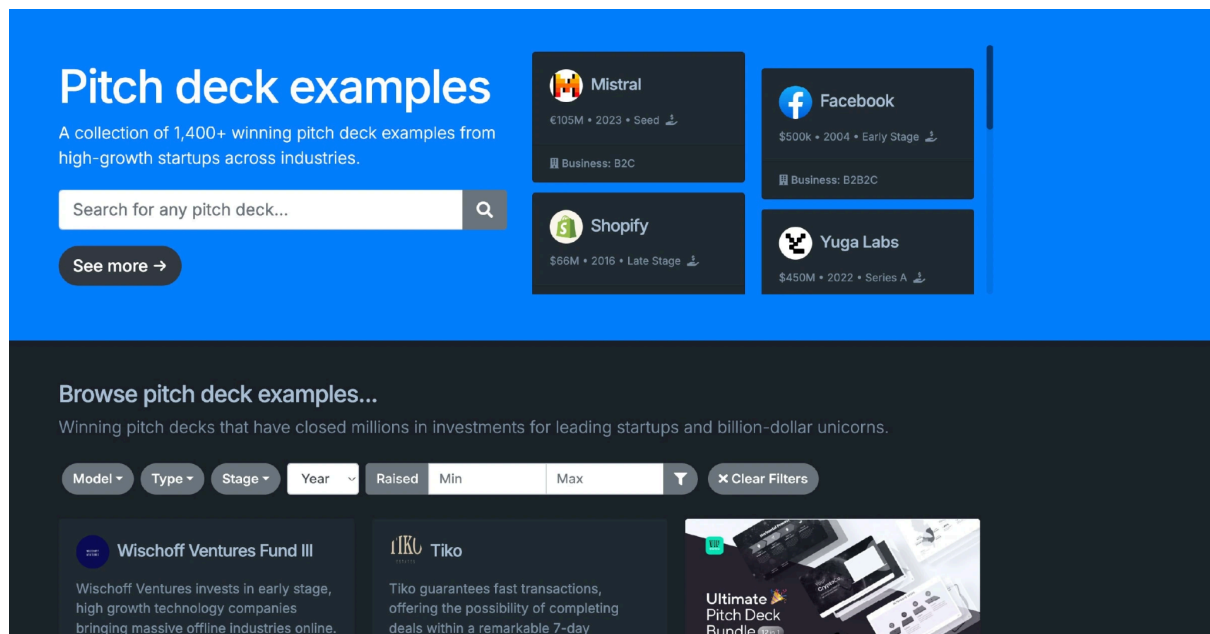 Pitch deck examples
A collection of 1,400+ winning pitch deck examples from
high-growth startups across industries.
Search for any pitch deck...
See more →
Mistral
€105M • 2023 • Seed
Business: B2C
Facebook
$500k • 2004 • Early Stage
Business: B2B2C
Shopify
$66M • 2016 • Late Stage
Yuga Labs
$450M • 2022 • Series A
Browse pitch deck examples...
Winning pitch decks that have closed millions in investments for leading startups and billion-dollar unicorns.
Model Type Stage Year Raised Min Max × Clear Filters
Wischoff Ventures Fund III
Wischoff Ventures invests in early stage,
high growth technology companies
bringing massive offline industries online.
Tiko
Tiko guarantees fast transactions,
offering the possibility of completing
deals within a remarkable 7-day
Ultimate 🎉
Pitch Deck
Bundle